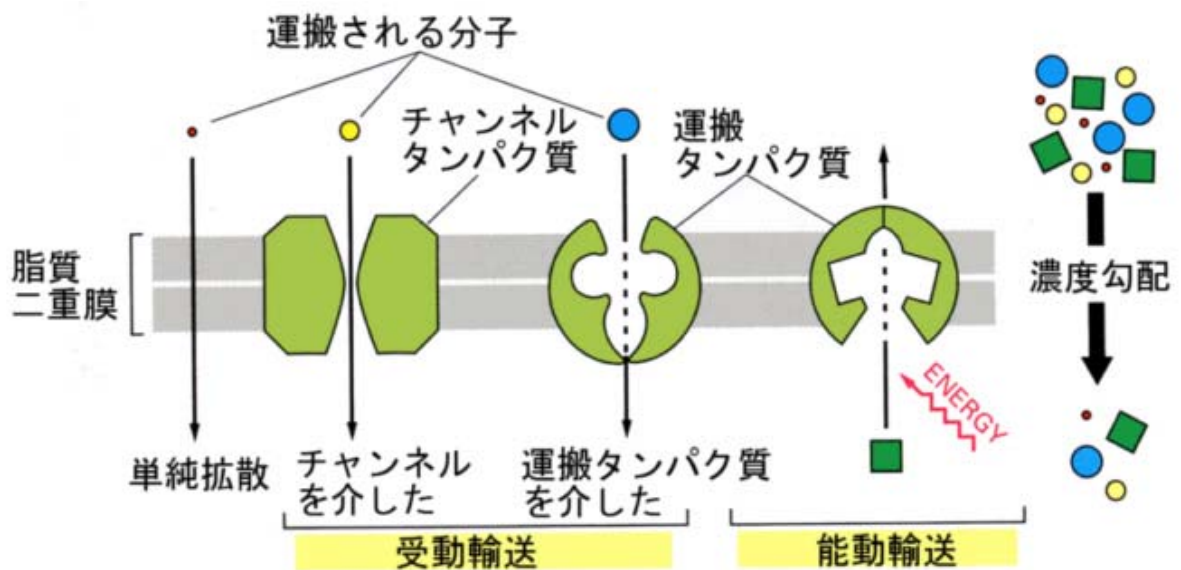 運搬される分子
チャンネル
タンパク質
運搬
タンパク質
脂質
二重膜
濃度勾配
ENERGY
単純拡散
チャンネル
を介した
運搬タンパク質
を介した
受動輸送
能動輸送